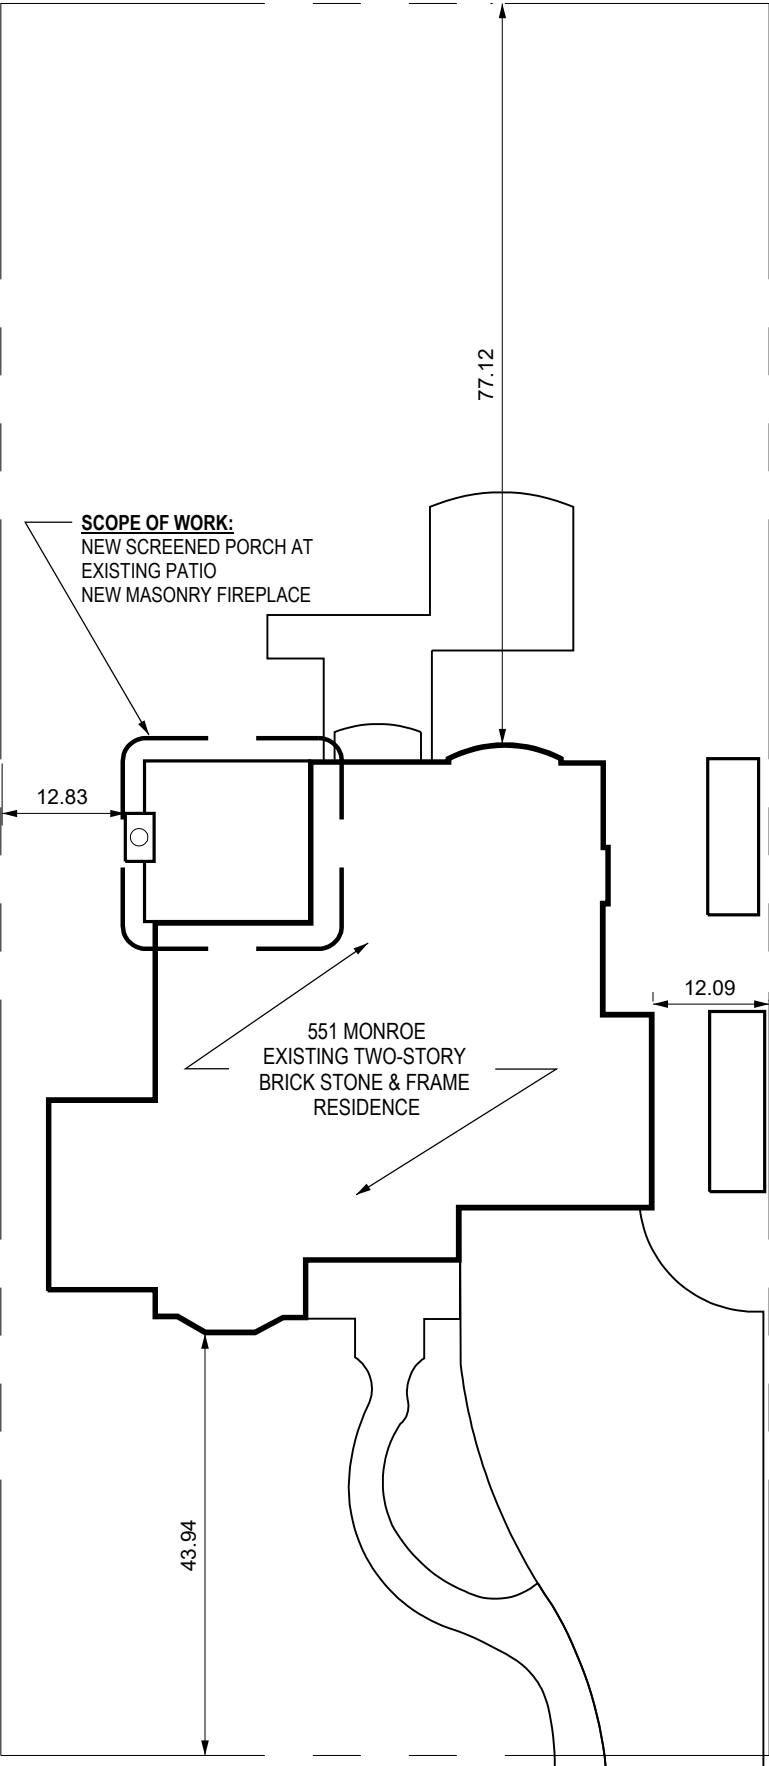 77.12
SCOPE OF WORK:
NEW SCREENED PORCH AT
EXISTING PATIO
NEW MASONRY FIREPLACE
12.83
12.09
551 MONROE
EXISTING TWO-STORY
BRICK STONE & FRAME
RESIDENCE
43.94